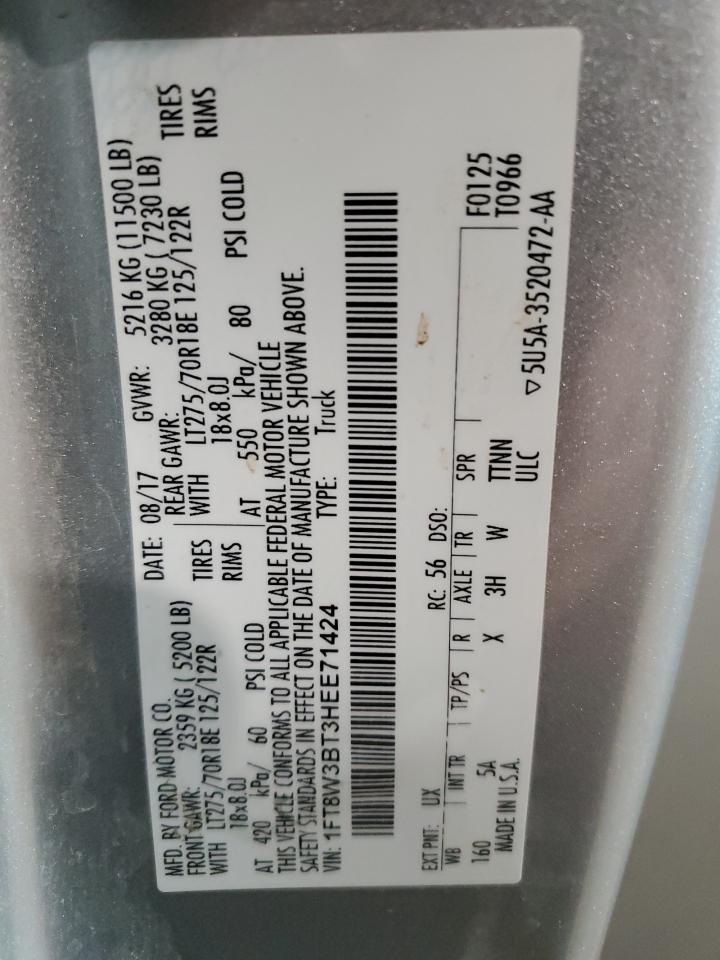 MFD. BY FORD MOTOR CO.
DATE: 08/17 GVWR: 5216 KG (11500 LB)
FRONT GAWR: 2359 KG ( 5200 LB) REAR GAWR: 3280 KG ( 7230 LB)
WITH LT275/70R18E 125/122R TIRES WITH LT275/70R18E 125/122R TIRES
18x8.0J RIMS 18x8.0J RIMS
AT 420 kPa/ 60 PSI COLD AT 550 kPa/ 80 PSI COLD
THIS VEHICLE CONFORMS TO ALL APPLICABLE FEDERAL MOTOR VEHICLE
SAFETY STANDARDS IN EFFECT ON THE DATE OF MANUFACTURE SHOWN ABOVE.
VIN: 1FT8W3BT3HEE71424 TYPE: Truck
EXT PNT: UX RC: 56 DSO: F0125
WB INT TR TP/PS R AXLE TR SPR T0966
160 5A X 3H W TTNN
MADE IN U.S.A. ULC
▽ 5U5A-3520472-AA